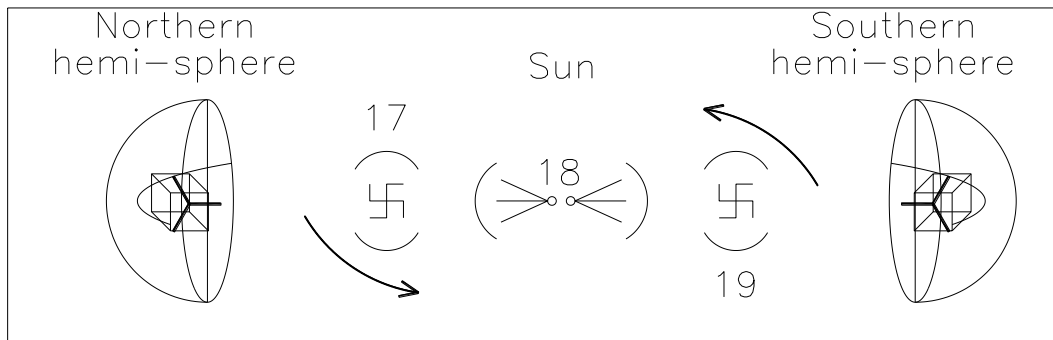 Northern
hemi-sphere
17
Sun
18
Southern
hemi-sphere
19